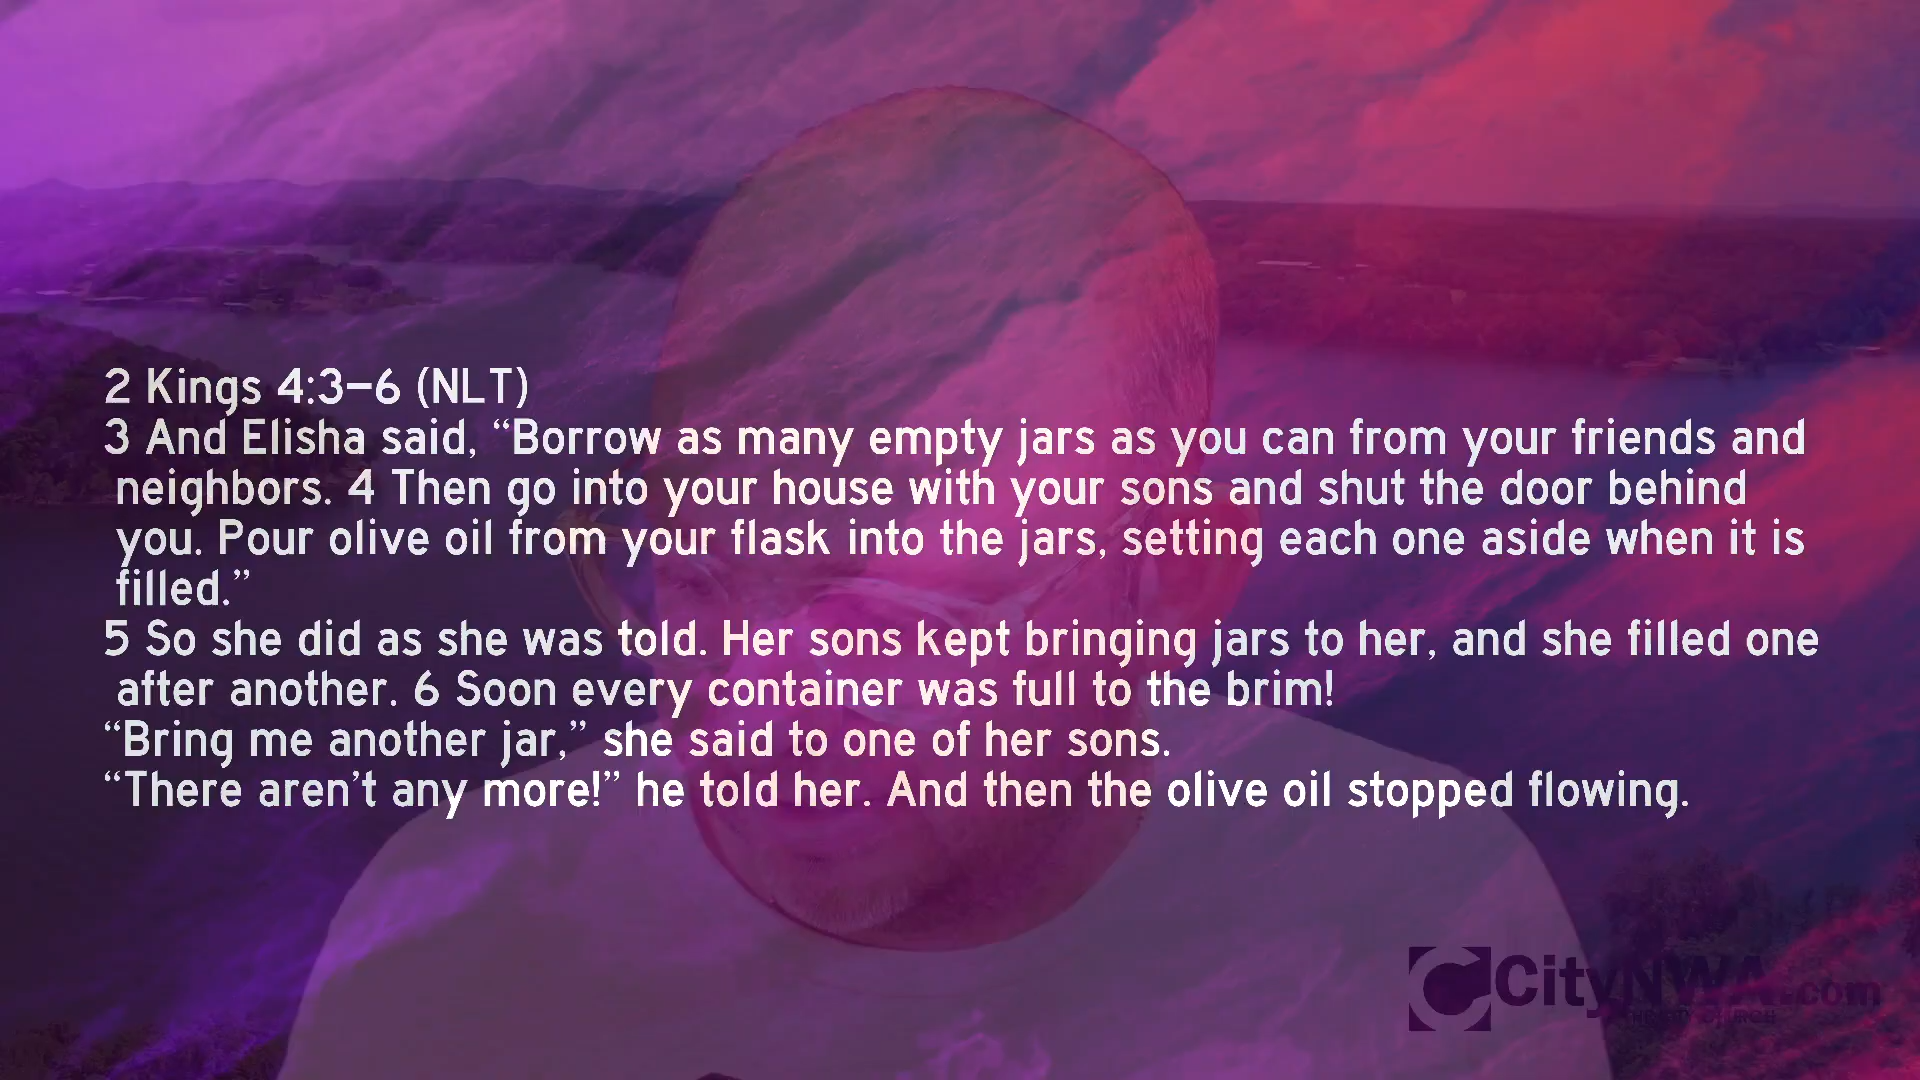 2 Kings 4:3–6 (NLT)
3 And Elisha said, “Borrow as many empty jars as you can from your friends and
neighbors. 4 Then go into your house with your sons and shut the door behind
you. Pour olive oil from your flask into the jars, setting each one aside when it is
filled.”
5 So she did as she was told. Her sons kept bringing jars to her, and she filled one
after another. 6 Soon every container was full to the brim!
“Bring me another jar,” she said to one of her sons.
“There aren’t any more!” he told her. And then the olive oil stopped flowing.
CityNWA.com
THE CITY CHURCH